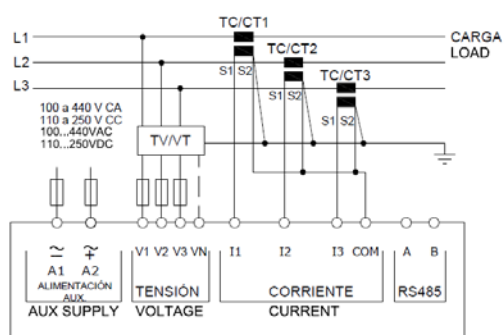 TC/CT1
L1
CARGA
LOAD
TC/CT2
L2
S1 S2
TC/CT3
L3
S1 S2
100 a 440 V CA
110 a 250 V CC
100...440VAC
110...250VDC
S1 S2
TV/VT
A1 A2
V1 V2 V3 VN
I1 I2 I3 COM
A B
ALIMENTACIÓN
AUX.
TENSIÓN
CORRIENTE
RS485
AUX SUPPLY
VOLTAGE
CURRENT